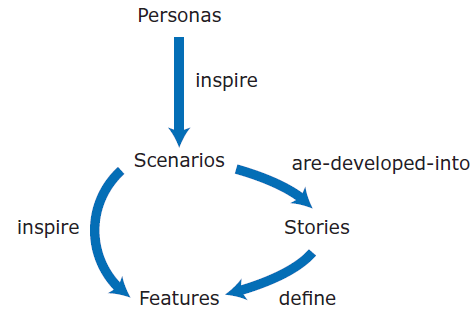 Personas
inspire
Scenarios
are-developed-into
inspire
Stories
Features
define